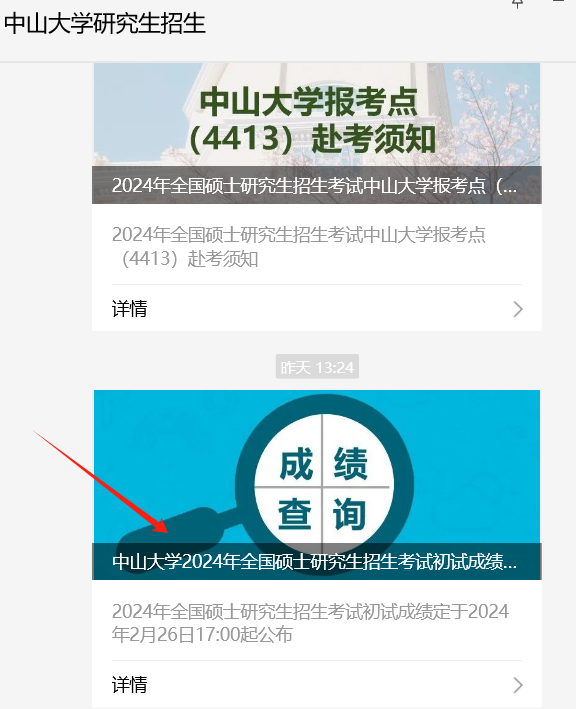 中山大学研究生招生
中山大学报考点
（4413）赴考须知
2024年全国硕士研究生招生考试中山大学报考点（...
2024年全国硕士研究生招生考试中山大学报考点
（4413）赴考须知
详情
昨天 13:24
成 绩
查 询
中山大学2024年全国硕士研究生招生考试初试成绩...
2024年全国硕士研究生招生考试初试成绩定于2024
年2月26日17:00起公布
详情